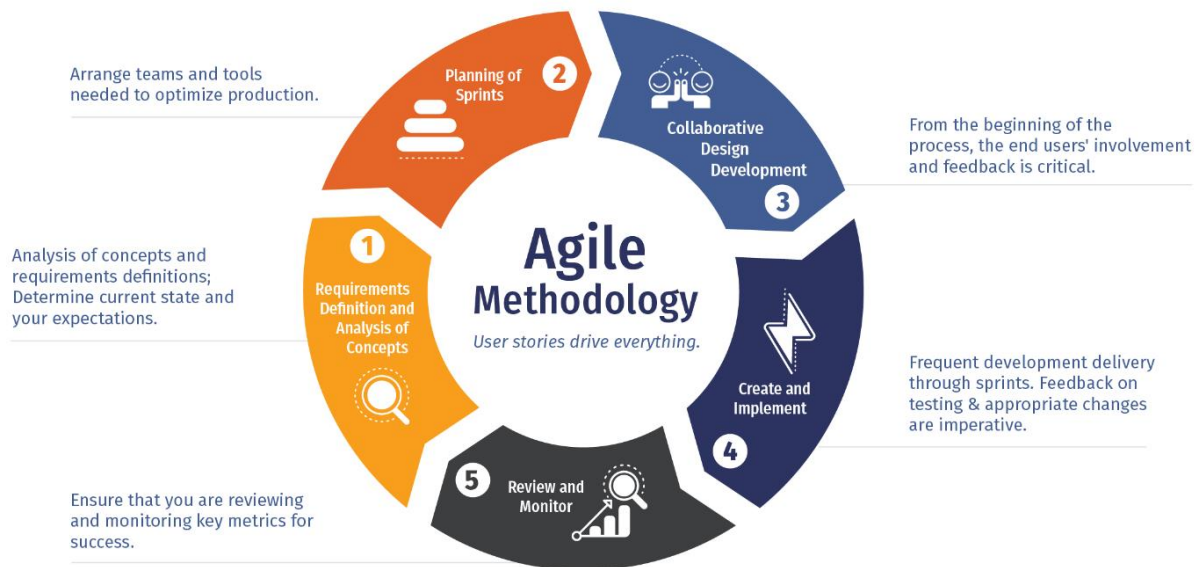 Agile
Methodology
User stories drive everything.
1
Requirements
Definition and
Analysis of
Concepts
Analysis of concepts and
requirements definitions;
Determine current state and
your expectations.
2
Planning of
Sprints
Arrange teams and tools
needed to optimize production.
Collaborative
Design
Development
3
From the beginning of the
process, the end users' involvement
and feedback is critical.
Create and
Implement
4
Frequent development delivery
through sprints. Feedback on
testing & appropriate changes
are imperative.
5
Review and
Monitor
Ensure that you are reviewing
and monitoring key metrics for
success.